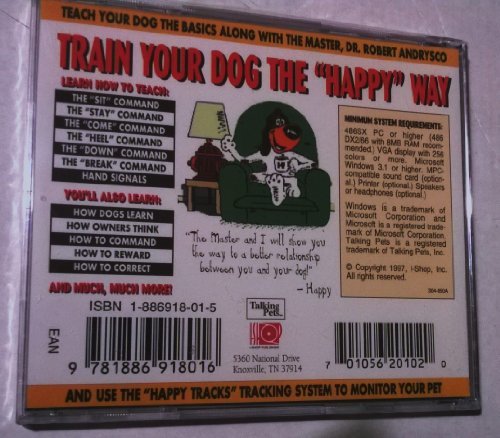 TEACH YOUR DOG THE BASICS ALONG WITH THE MASTER, DR. ROBERT ANDRYSCO
TRAIN YOUR DOG THE "HAPPY" WAY
LEARN HOW TO TEACH:
THE "SIT" COMMAND
THE "STAY" COMMAND
THE "COME" COMMAND
THE "HEEL" COMMAND
THE "DOWN" COMMAND
THE "BREAK" COMMAND
HAND SIGNALS
YOU'LL ALSO LEARN:
HOW DOGS LEARN
HOW OWNERS THINK
HOW TO COMMAND
HOW TO REWARD
HOW TO CORRECT
AND MUCH, MUCH MORE!
"The Master and I will show you
the way to a better relationship
between you and your dog!"
- Happy
MINIMUM SYSTEM REQUIREMENTS:
486SX PC or higher (486
DX2/66 with 8MB RAM recom-
mended.) VGA display with 256
colors or more. Microsoft
Windows 3.1 or higher. MPC-
compatible sound card (option-
al.) Printer (optional.) Speakers
or headphones (optional.)
Windows is a trademark of
Microsoft Corporation and
Microsoft is a registered trade-
mark of Microsoft Corporation.
Talking Pets is a registered
trademark of Talking Pets, Inc.
© Copyright 1997, i-Shop, Inc.
All rights reserved.
ISBN 1-886918-01-5
EAN
9 781886 918016
Talking
Pets
5360 National Drive
Knoxville, TN 37914
7 01056 20102 0
AND USE THE "HAPPY TRACKS" TRACKING SYSTEM TO MONITOR YOUR PET